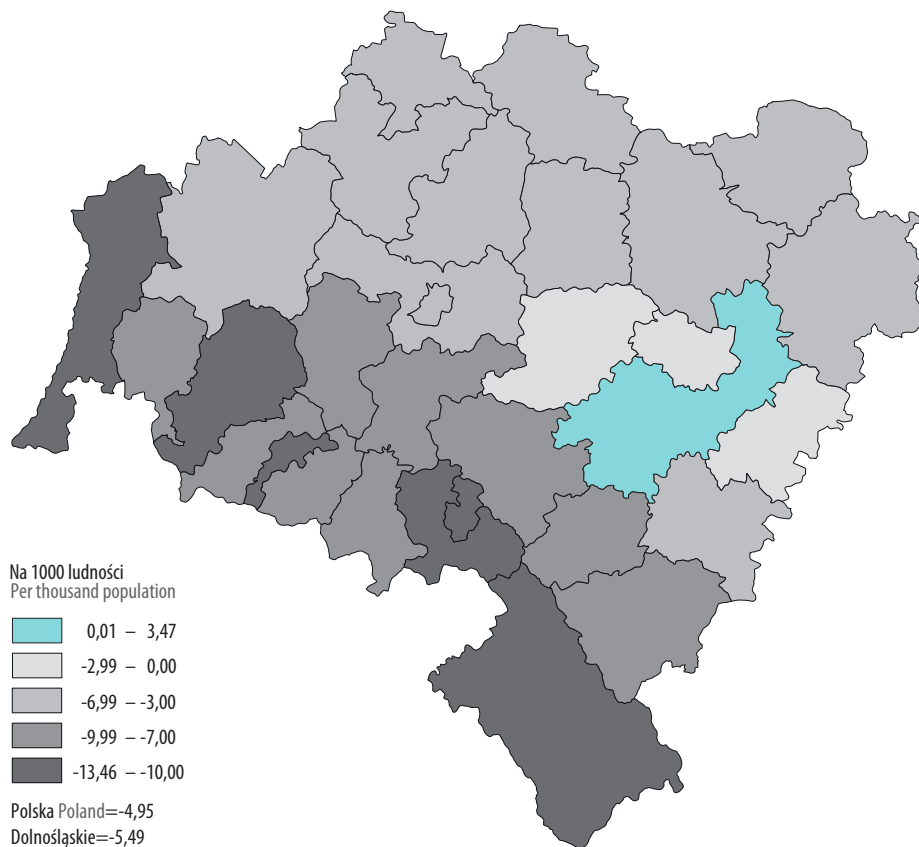 Na 1000 ludności
Per thousand population
0,01 – 3,47
-2,99 – 0,00
-6,99 – -3,00
-9,99 – -7,00
-13,46 – -10,00
Polska Poland=-4,95
Dolnośląskie=-5,49